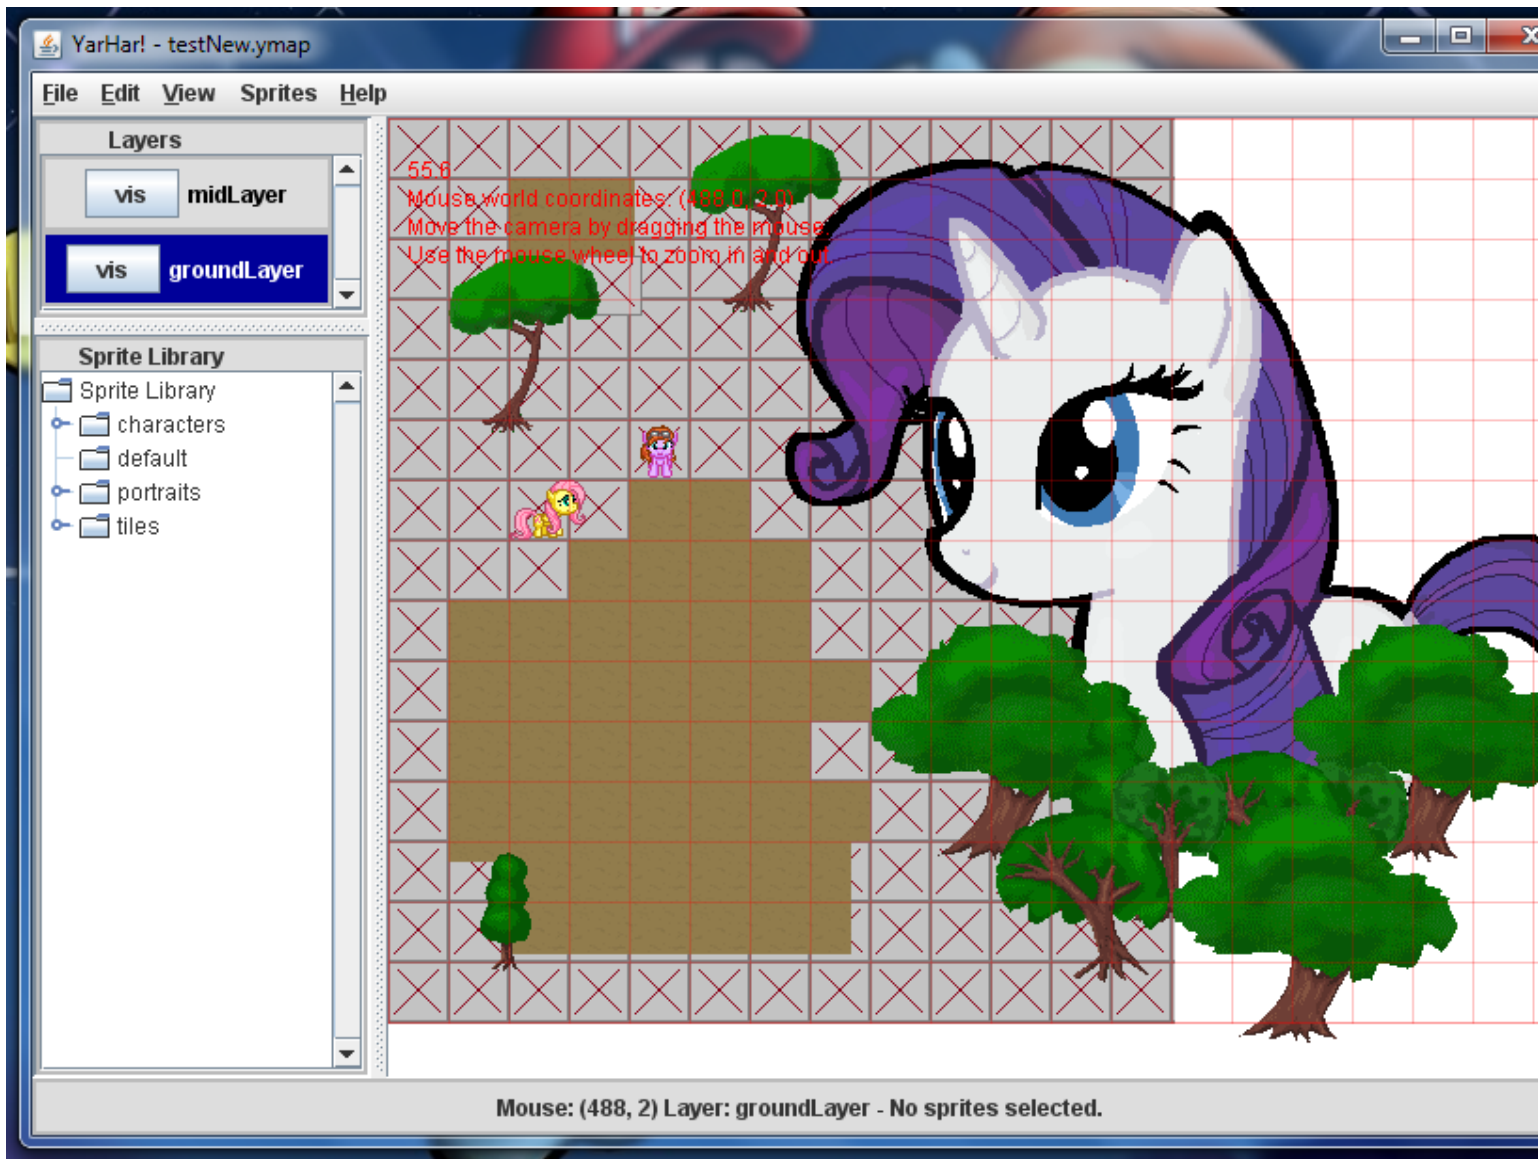 YarHar! - testNew.ymap
File Edit View Sprites Help
Layers
vis midLayer
vis groundLayer
Sprite Library
Sprite Library
characters
default
portraits
tiles
55.6
Mouse world coordinates: (488.0, 2.0)
Move the camera by dragging the mouse.
Use the mouse wheel to zoom in and out.
Mouse: (488, 2) Layer: groundLayer - No sprites selected.